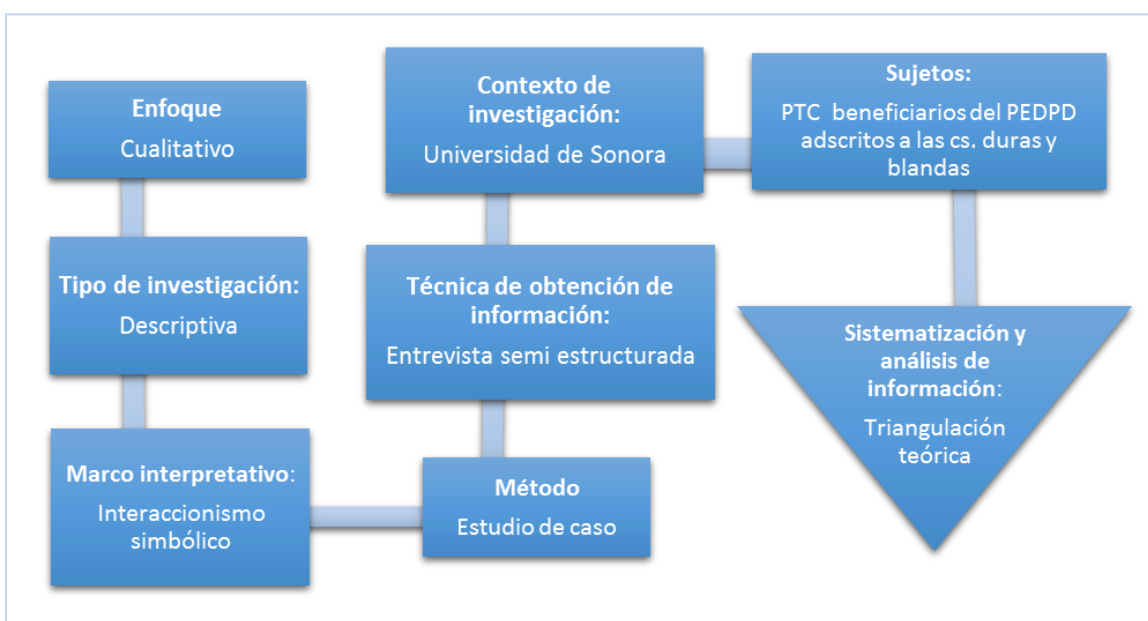 Enfoque
Cualitativo
Tipo de investigación:
Descriptiva
Marco interpretativo:
Interaccionismo
simbólico
Método
Estudio de caso
Técnica de obtención de
información:
Entrevista semi estructurada
Contexto de
investigación:
Universidad de Sonora
Sujetos:
PTC beneficiarios del PEDPD
adscritos a las cs. duras y
blandas
Sistematización y
análisis de
información:
Triangulación
teórica